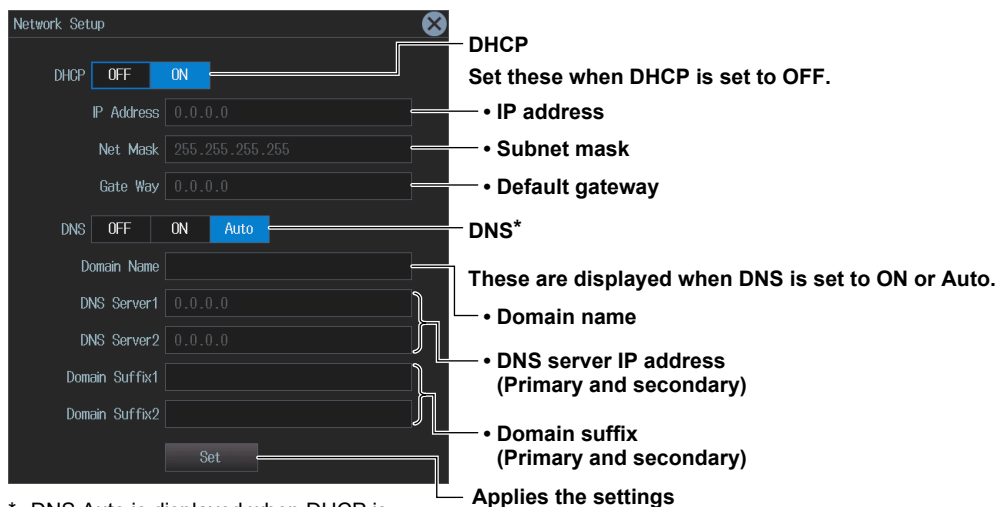 Network Setup
DHCP OFF ON
IP Address 0.0.0.0
Net Mask 255.255.255.255
Gate Way 0.0.0.0
DNS OFF ON Auto
Domain Name
DNS Server1 0.0.0.0
DNS Server2 0.0.0.0
Domain Suffix1
Domain Suffix2
Set
DHCP
Set these when DHCP is set to OFF.
• IP address
• Subnet mask
• Default gateway
DNS*
These are displayed when DNS is set to ON or Auto.
• Domain name
• DNS server IP address
(Primary and secondary)
• Domain suffix
(Primary and secondary)
Applies the settings
* DNS Auto is displayed when DHCP is